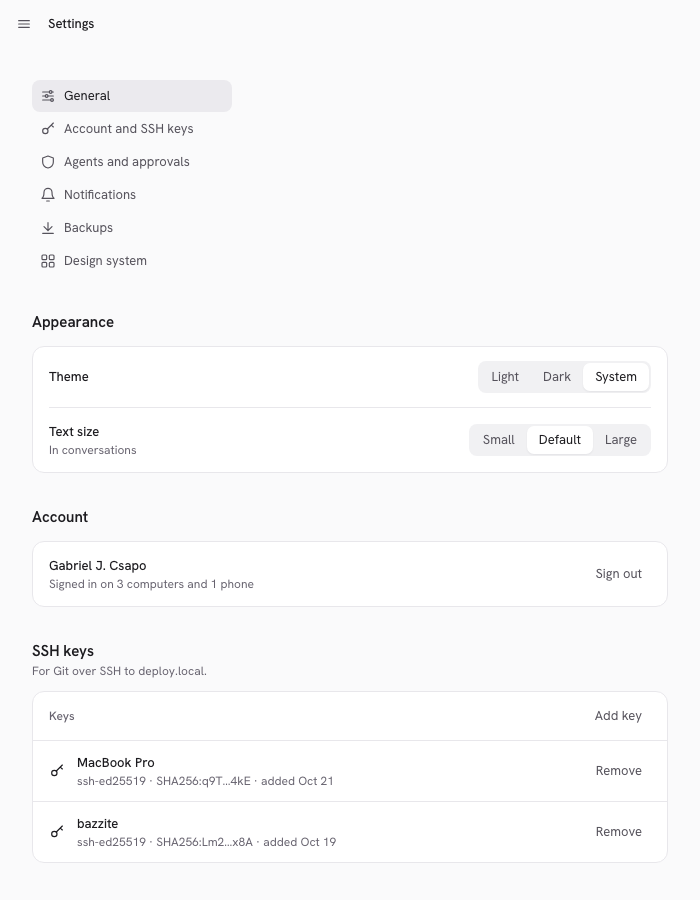 Settings
General
Account and SSH keys
Agents and approvals
Notifications
Backups
Design system
Appearance
Theme
Light Dark System
Text size
In conversations
Small Default Large
Account
Gabriel J. Csapo
Signed in on 3 computers and 1 phone
Sign out
SSH keys
For Git over SSH to deploy.local.
Keys
Add key
MacBook Pro
ssh-ed25519 · SHA256:q9T…4kE · added Oct 21
Remove
bazzite
ssh-ed25519 · SHA256:Lm2…x8A · added Oct 19
Remove